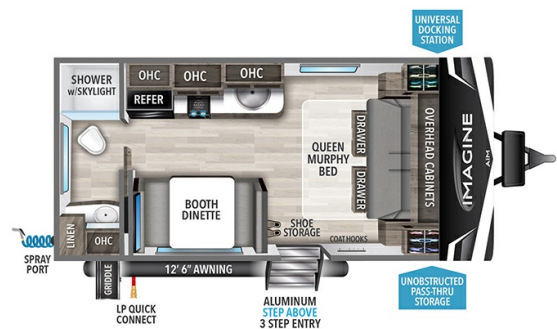 UNIVERSAL
DOCKING
STATION
SHOWER
w/SKYLIGHT
OHC
OHC
OHC
REFER
DRAWER
DRAWER
QUEEN
MURPHY
BED
OVERHEAD CABINETS
IMAGINE
AIM
BOOTH
DINETTE
SHOE
STORAGE
COAT HOOKS
LINEN
OHC
SPRAY
PORT
GRIDDLE
12' 6" AWNING
LP QUICK
CONNECT
ALUMINUM
STEP ABOVE
3 STEP ENTRY
UNOBSTRUCTED
PASS-THRU
STORAGE